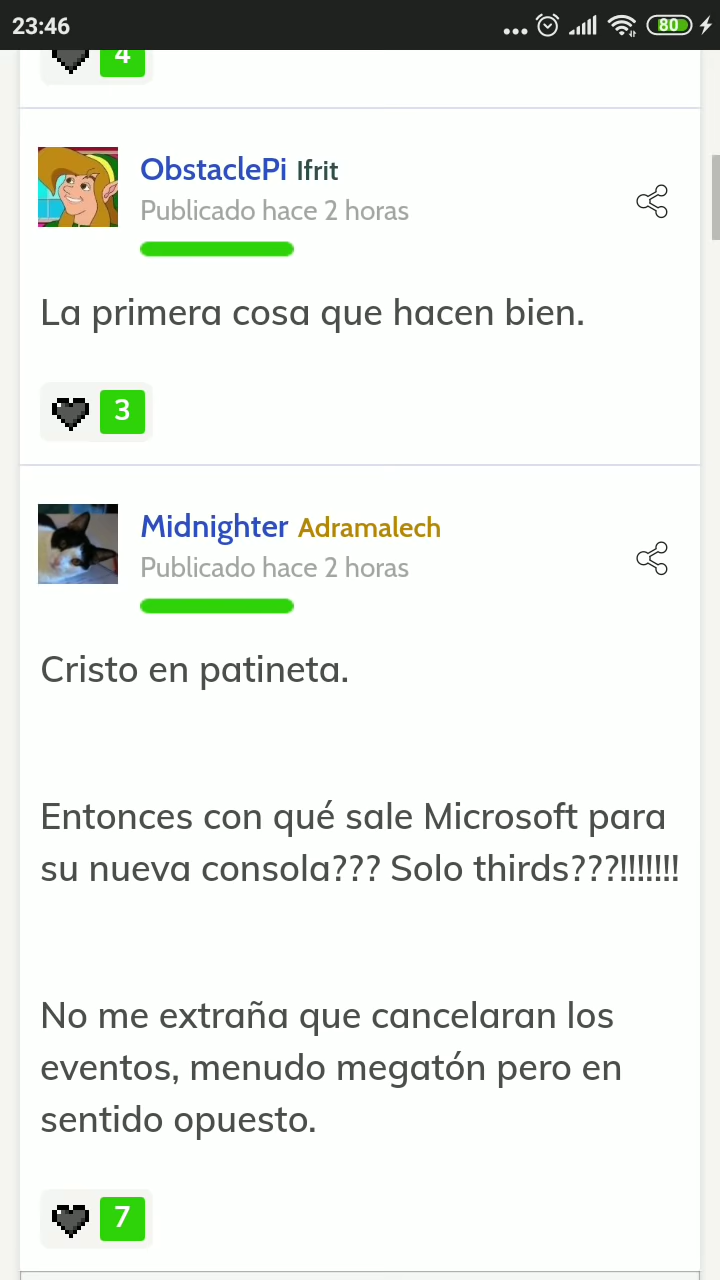 23:46
80
4
ObstaclePi Ifrit
Publicado hace 2 horas
La primera cosa que hacen bien.
3
Midnighter Adramalech
Publicado hace 2 horas
Cristo en patineta.
Entonces con qué sale Microsoft para
su nueva consola??? Solo thirds???!!!!!!!
No me extraña que cancelaran los
eventos, menudo megatón pero en
sentido opuesto.
7